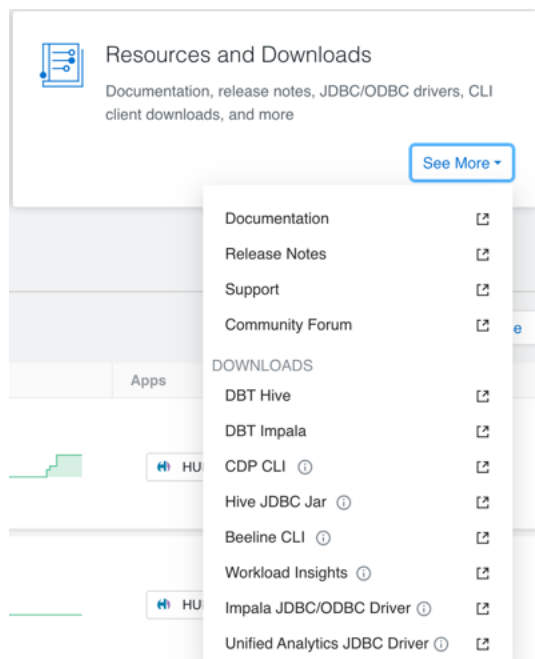 Resources and Downloads
Documentation, release notes, JDBC/ODBC drivers, CLI
client downloads, and more
See More
Documentation
Release Notes
Support
Community Forum
e
DOWNLOADS
Apps
DBT Hive
DBT Impala
CDP CLI
HU
Hive JDBC Jar
Beeline CLI
Workload Insights
HU
Impala JDBC/ODBC Driver
Unified Analytics JDBC Driver